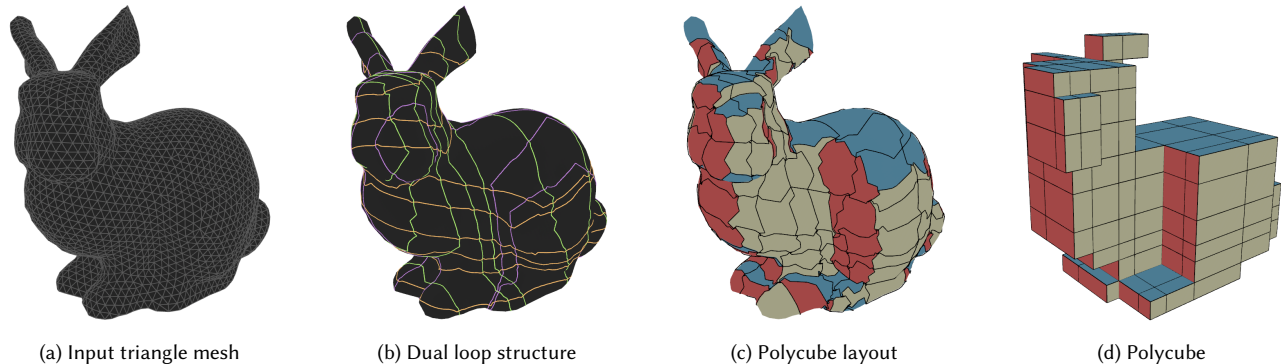 (a) Input triangle mesh
(b) Dual loop structure
(c) Polycube layout
(d) Polycube